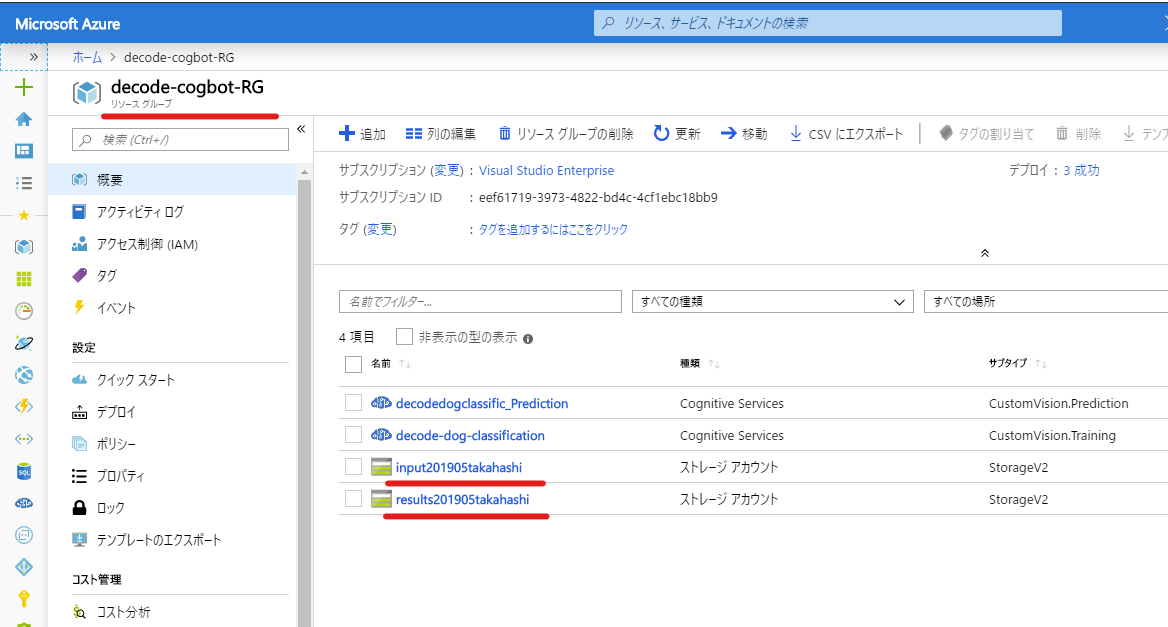 Microsoft Azure
リソース、サービス、ドキュメントの検索
ホーム > decode-cogbot-RG
decode-cogbot-RG
リソース グループ
検索 (Ctrl+/)
概要
アクティビティ ログ
アクセス制御 (IAM)
タグ
イベント
設定
クイック スタート
デプロイ
ポリシー
プロパティ
ロック
テンプレートのエクスポート
コスト管理
コスト分析
追加 列の編集 リソース グループの削除 更新 移動 CSV にエクスポート タグの割り当て 削除 テンプ
サブスクリプション (変更) : Visual Studio Enterprise デプロイ : 3 成功
サブスクリプション ID : eef61719-3973-4822-bd4c-4cf1ebc18bb9
タグ (変更) : タグを追加するにはここをクリック
名前でフィルター... すべての種類 すべての場所
4 項目 非表示の型の表示
名前 種類 サブタイプ
decodedogclassific_Prediction Cognitive Services CustomVision.Prediction
decode-dog-classification Cognitive Services CustomVision.Training
input201905takahashi ストレージ アカウント StorageV2
results201905takahashi ストレージ アカウント StorageV2